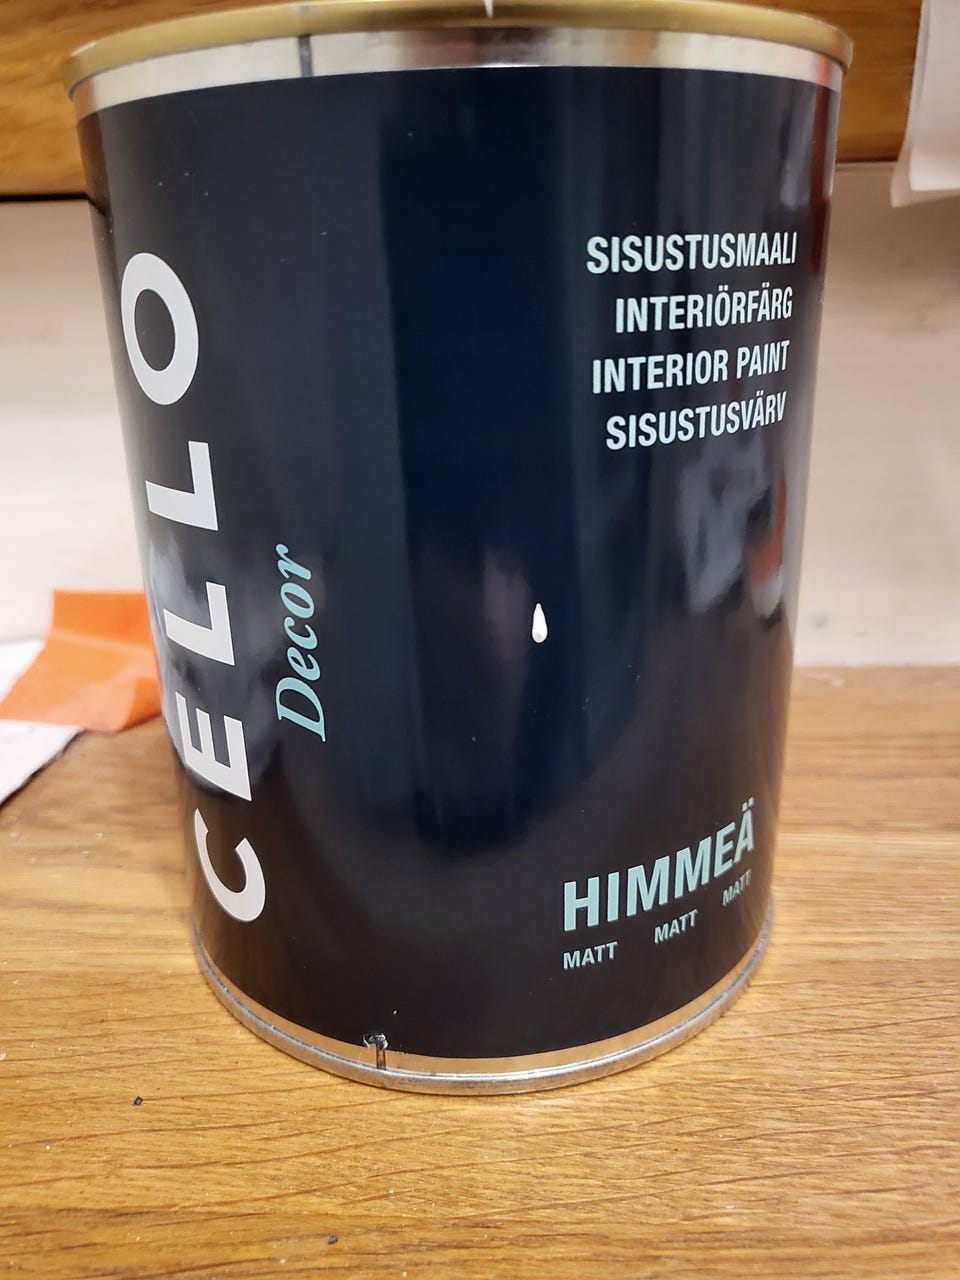 CELLO
Decor
SISUSTUSMAALI
INTERIÖRFÄRG
INTERIOR PAINT
SISUSTUSVÄRV
HIMMEÄ
MATT MATT MATT